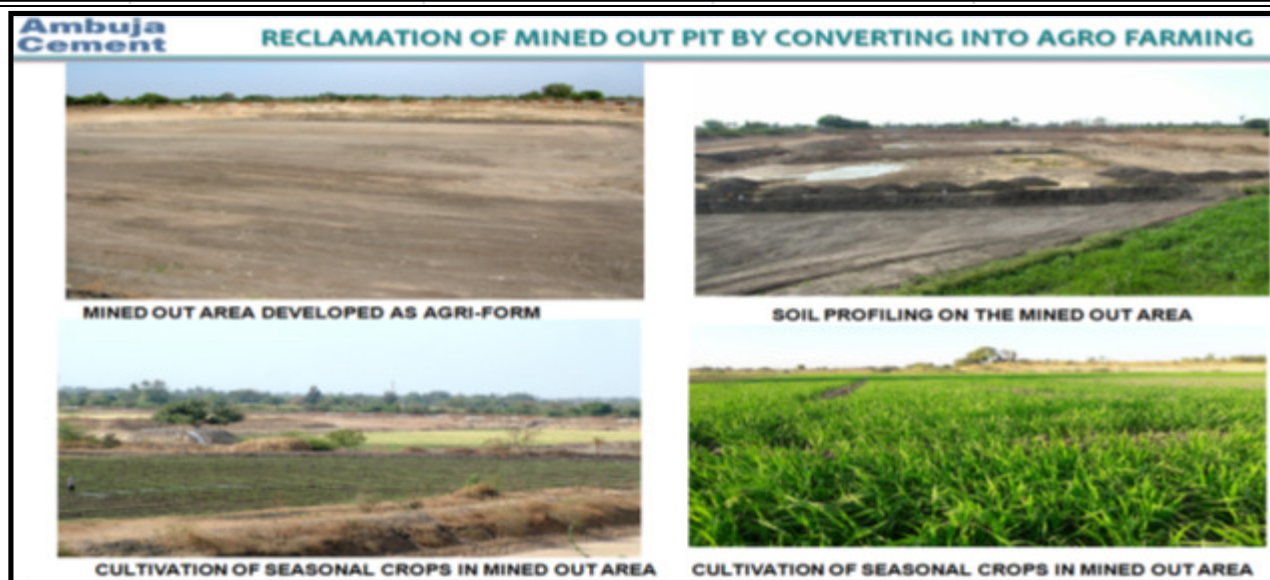 Ambuja
Cement
RECLAMATION OF MINED OUT PIT BY CONVERTING INTO AGRO FARMING
MINED OUT AREA DEVELOPED AS AGRI-FORM
SOIL PROFILING ON THE MINED OUT AREA
CULTIVATION OF SEASONAL CROPS IN MINED OUT AREA
CULTIVATION OF SEASONAL CROPS IN MINED OUT AREA